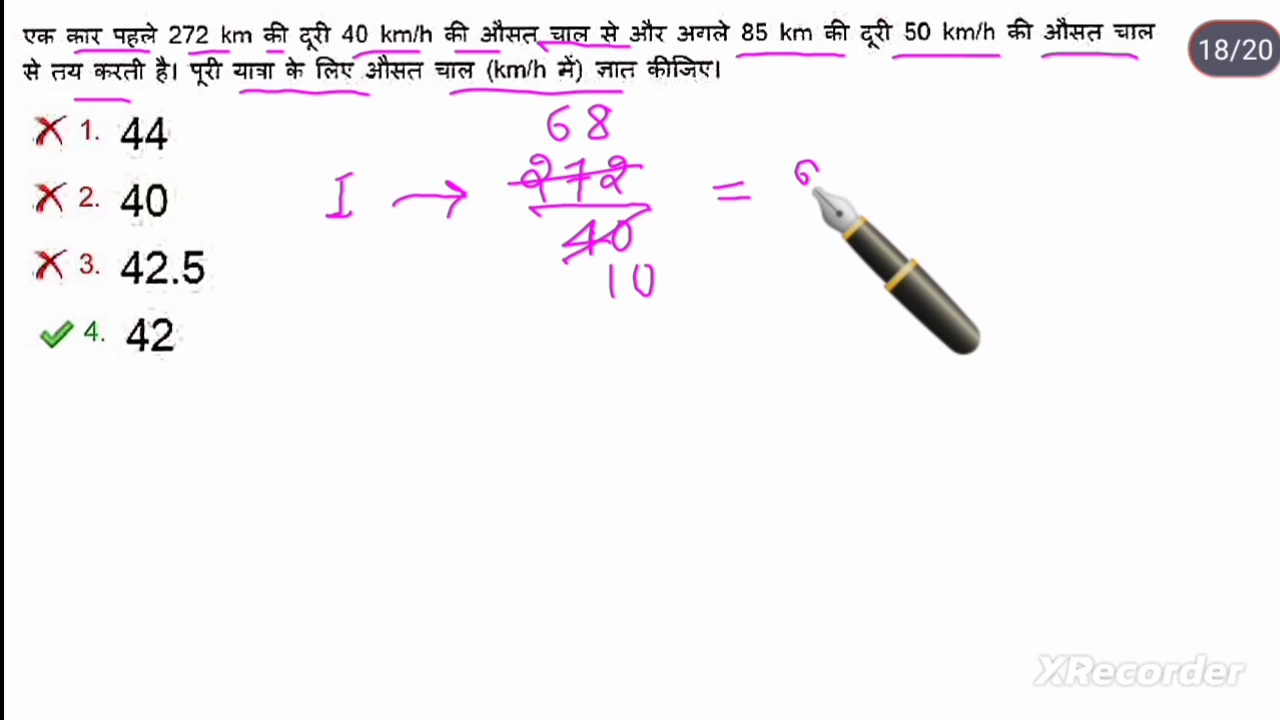 एक कार पहले 272 km की दूरी 40 km/h की औसत चाल से और अगले 85 km की दूरी 50 km/h की औसत चाल
से तय करती है। पूरी यात्रा के लिए औसत चाल (km/h में) ज्ञात कीजिए।
18/20
1. 44
2. 40
3. 42.5
4. 42
68
I → 272 = 6
40
10
XRecorder